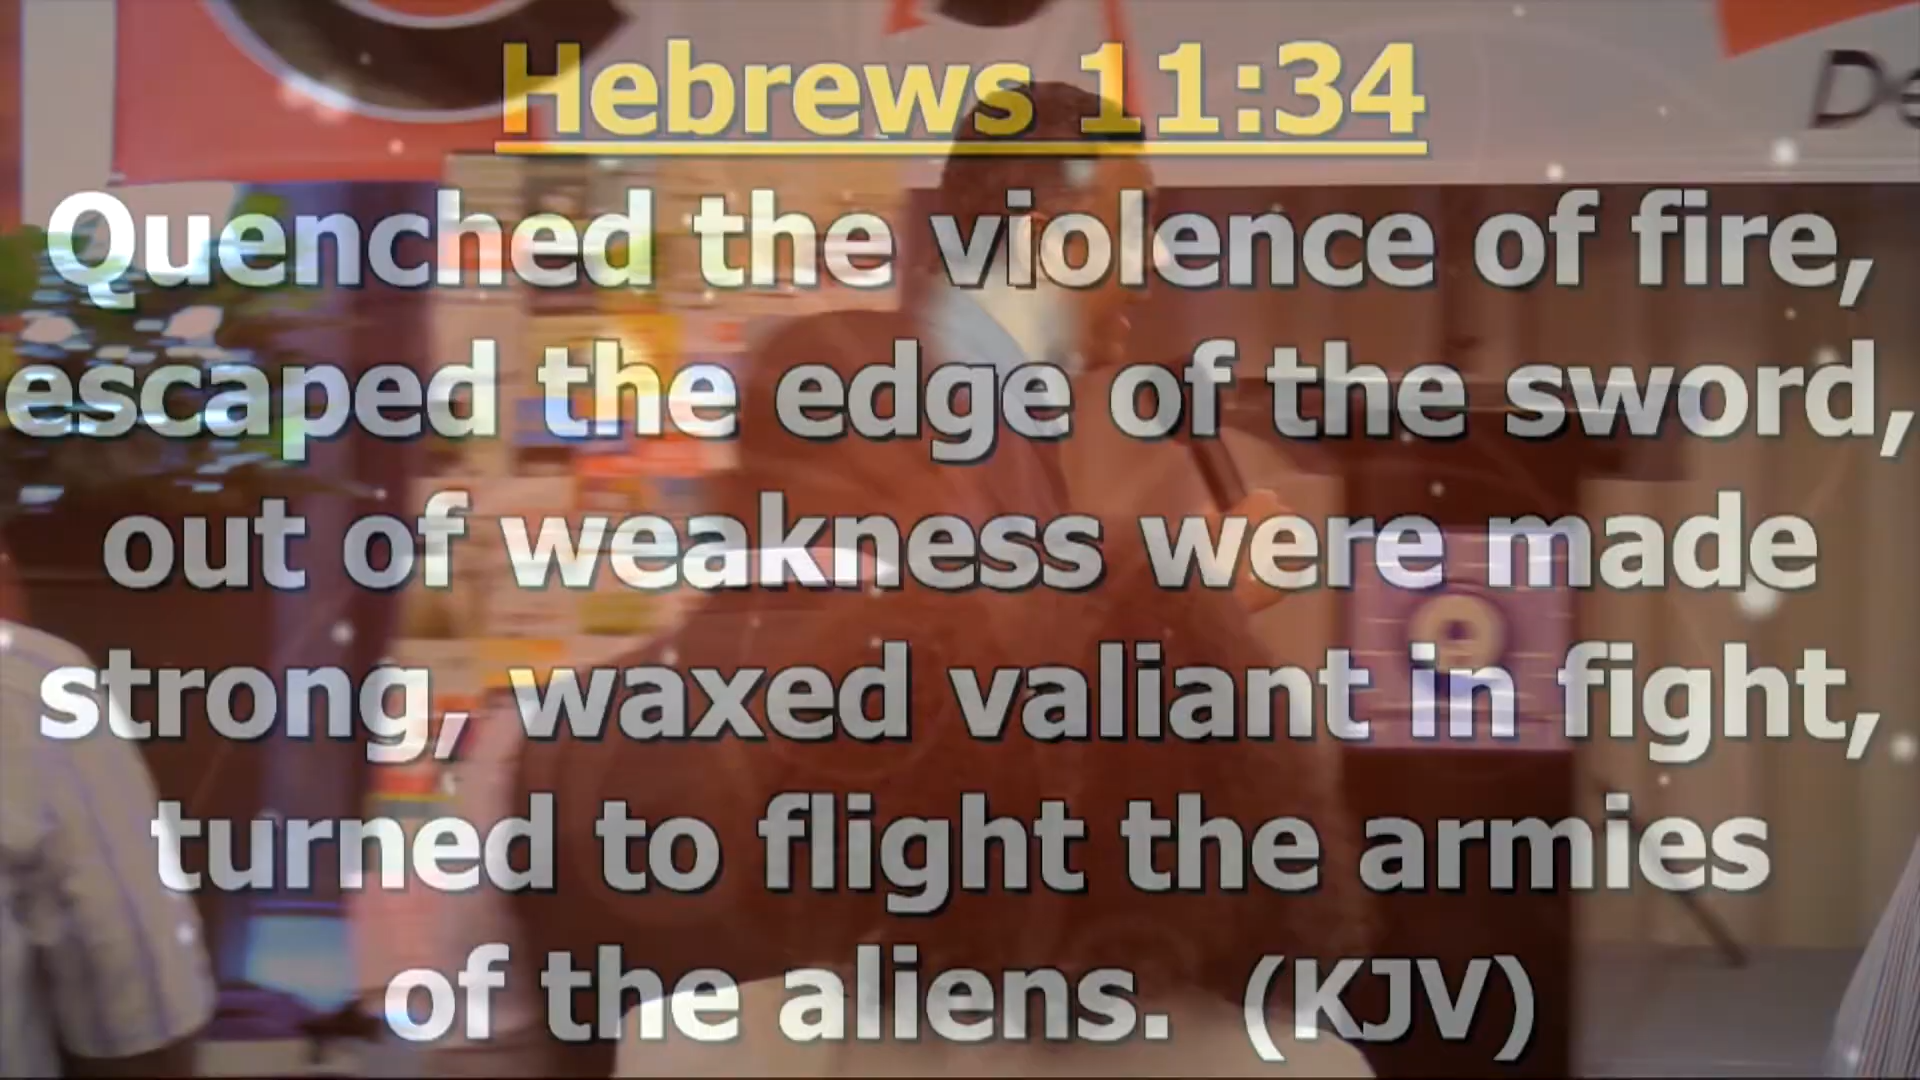 Hebrews 11:34
De
Quenched the violence of fire,
escaped the edge of the sword,
out of weakness were made
strong, waxed valiant in fight,
turned to flight the armies
of the aliens. (KJV)